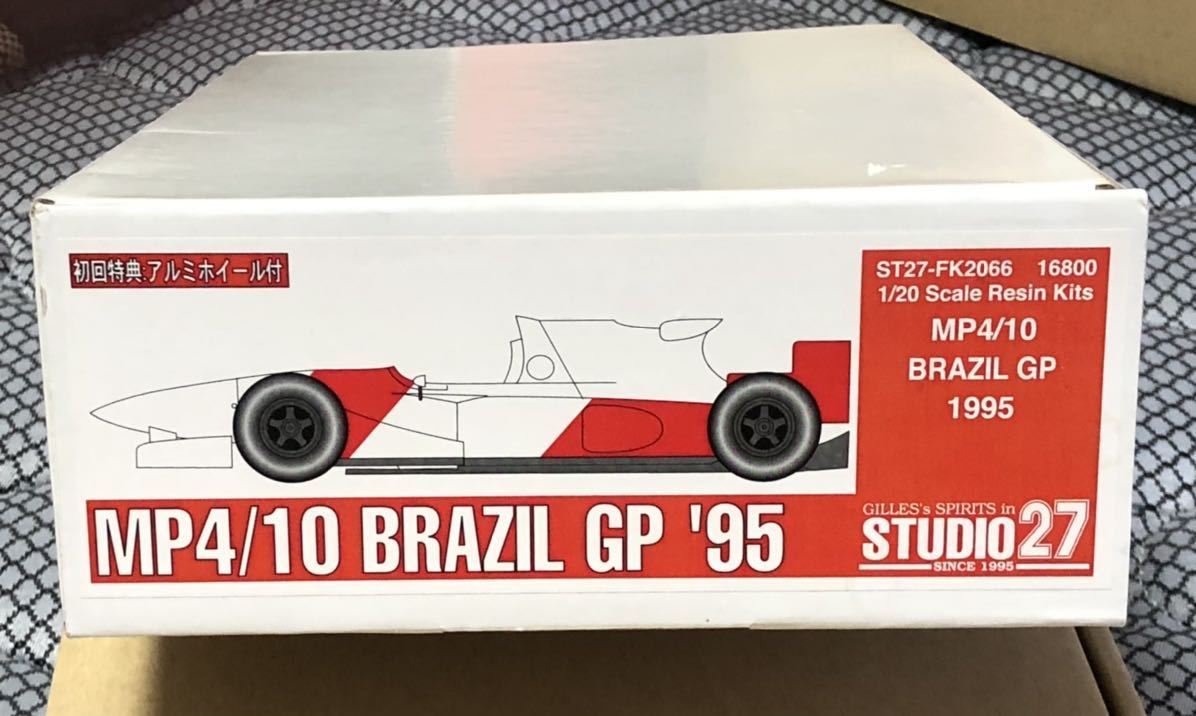 初回特典:アルミホイール付
ST27-FK2066 16800
1/20 Scale Resin Kits
MP4/10
BRAZIL GP
1995
MP4/10 BRAZIL GP '95
GILLES's SPIRITS in
STUDIO27
SINCE 1995